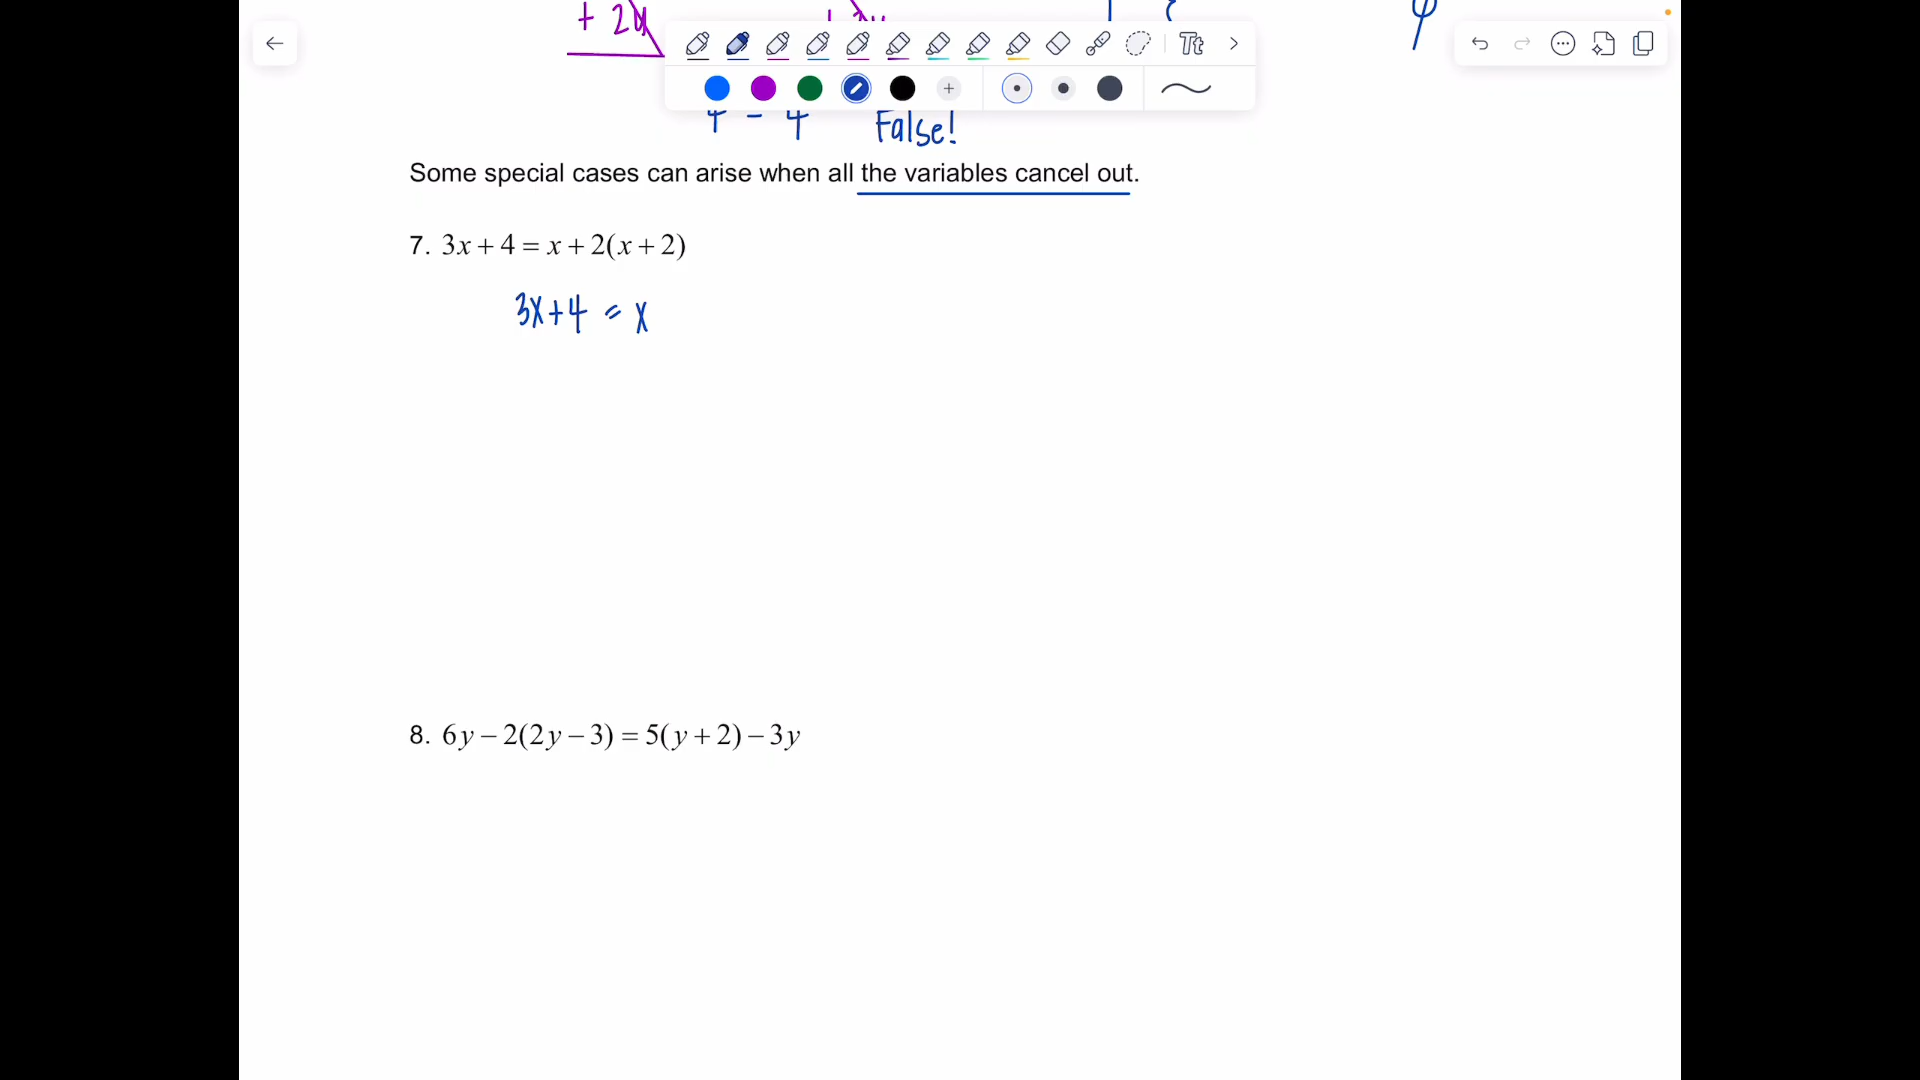 + 2y
Tt
4 - 4 False!
Some special cases can arise when all the variables cancel out.
7. 3x + 4 = x + 2(x + 2)
3x+4 = x
8. 6y − 2(2y − 3) = 5(y + 2) − 3y